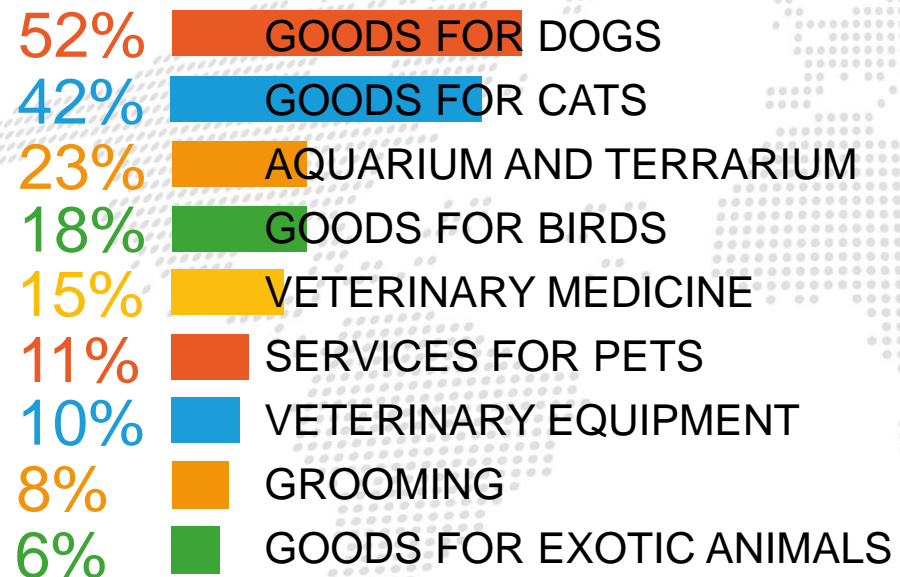 52% GOODS FOR DOGS
42% GOODS FOR CATS
23% AQUARIUM AND TERRARIUM
18% GOODS FOR BIRDS
15% VETERINARY MEDICINE
11% SERVICES FOR PETS
10% VETERINARY EQUIPMENT
8% GROOMING
6% GOODS FOR EXOTIC ANIMALS